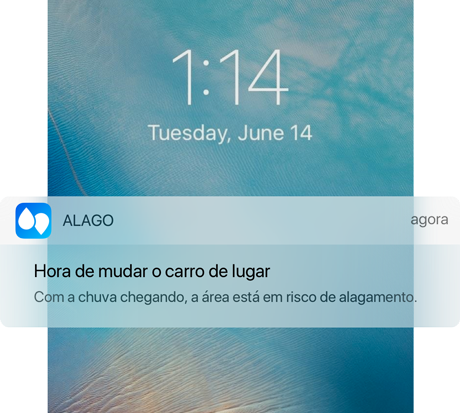 1:14
Tuesday, June 14
ALAGO
agora
Hora de mudar o carro de lugar
Com a chuva chegando, a área está em risco de alagamento.